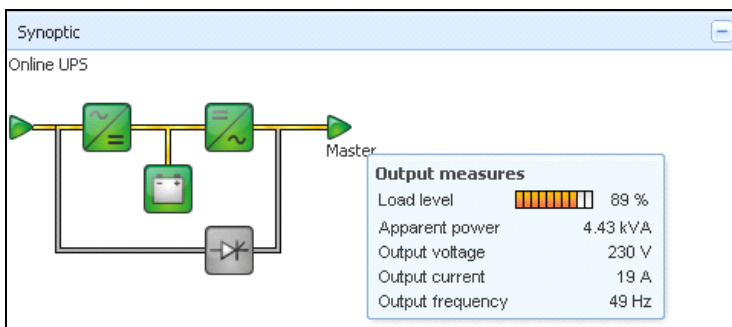 Synoptic
Online UPS
Master
Output measures
Load level 89 %
Apparent power 4.43 kVA
Output voltage 230 V
Output current 19 A
Output frequency 49 Hz